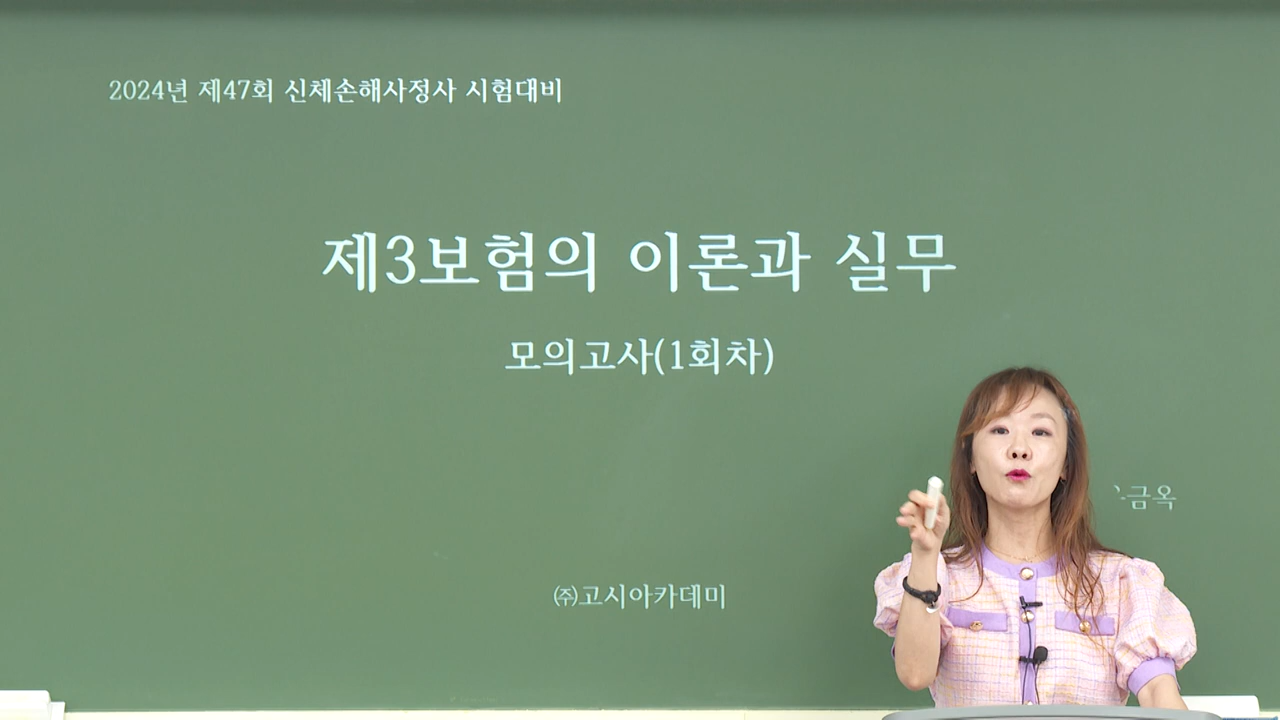 2024년 제47회 신체손해사정사 시험대비
제3보험의 이론과 실무
모의고사(1회차)
금옥
㈜고시아카데미